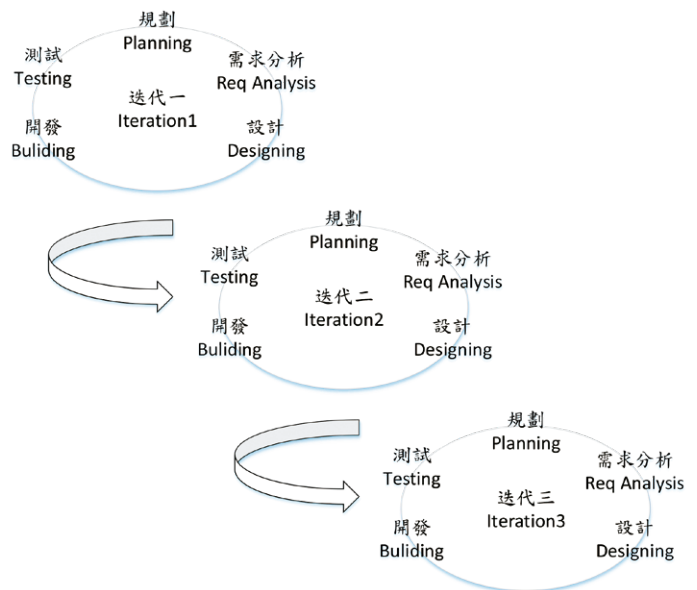 規劃
Planning
測試
Testing
需求分析
Req Analysis
迭代一
Iteration1
開發
Buliding
設計
Designing
規劃
Planning
測試
Testing
需求分析
Req Analysis
迭代二
Iteration2
開發
Buliding
設計
Designing
規劃
Planning
測試
Testing
需求分析
Req Analysis
迭代三
Iteration3
開發
Buliding
設計
Designing